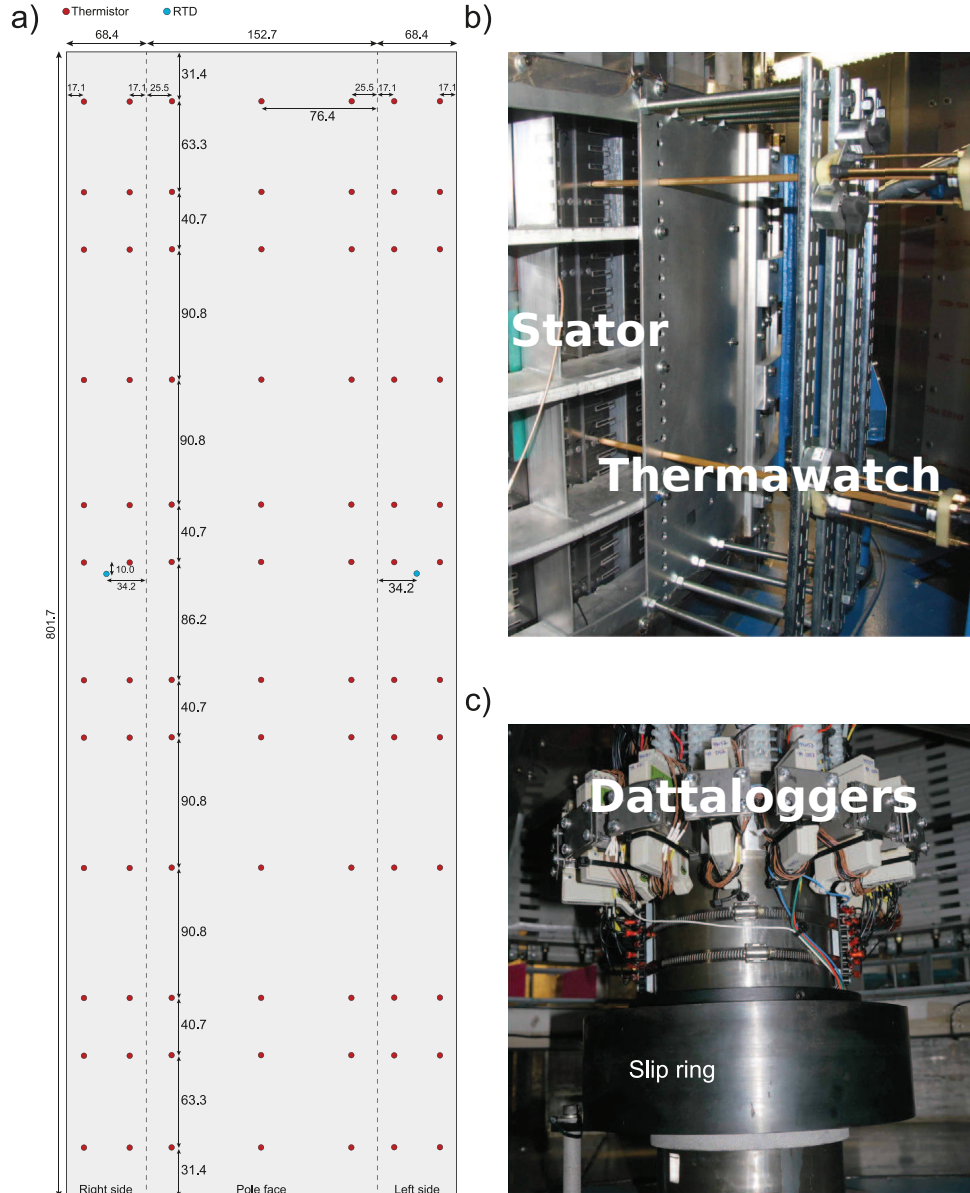 a)
Thermistor RTD
68.4 152.7 68.4
31.4
17.1 17.1 25.5 25.5 17.1 17.1
76.4
63.3
40.7
90.8
90.8
40.7
10.0
34.2 34.2
86.2
801.7
40.7
90.8
90.8
40.7
63.3
31.4
Right side Pole face Left side
b)
Stator
Thermawatch
c)
Dattaloggers
Slip ring